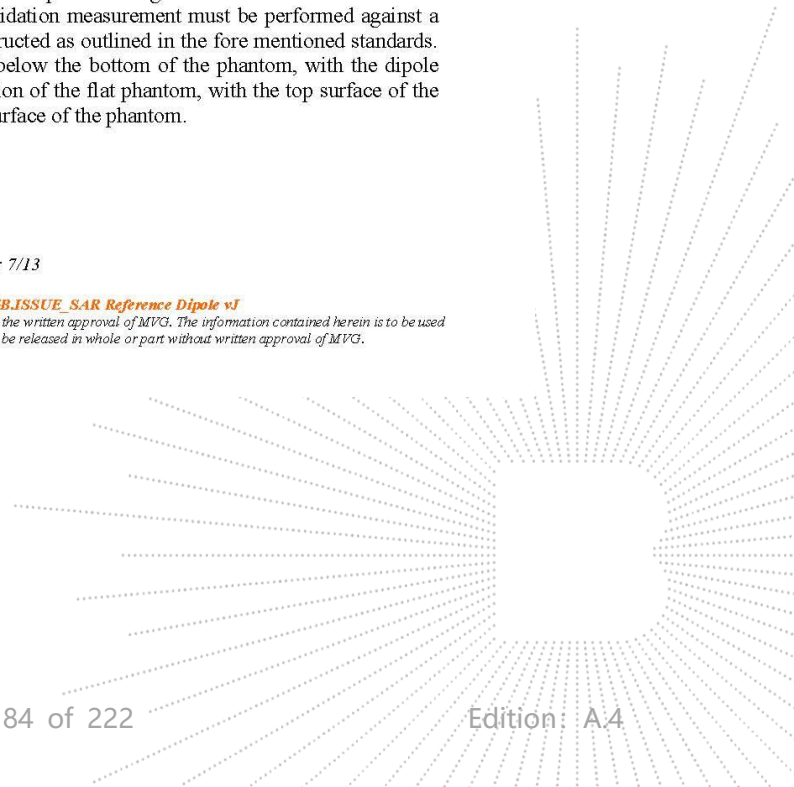 idation measurement must be performed against a
ructed as outlined in the fore mentioned standards.
below the bottom of the phantom, with the dipole
ion of the flat phantom, with the top surface of the
urface of the phantom.
: 7/13
B.ISSUE_SAR Reference Dipole vJ
the written approval of MVG. The information contained herein is to be used
be released in whole or part without written approval of MVG.
84 of 222
Edition: A.4